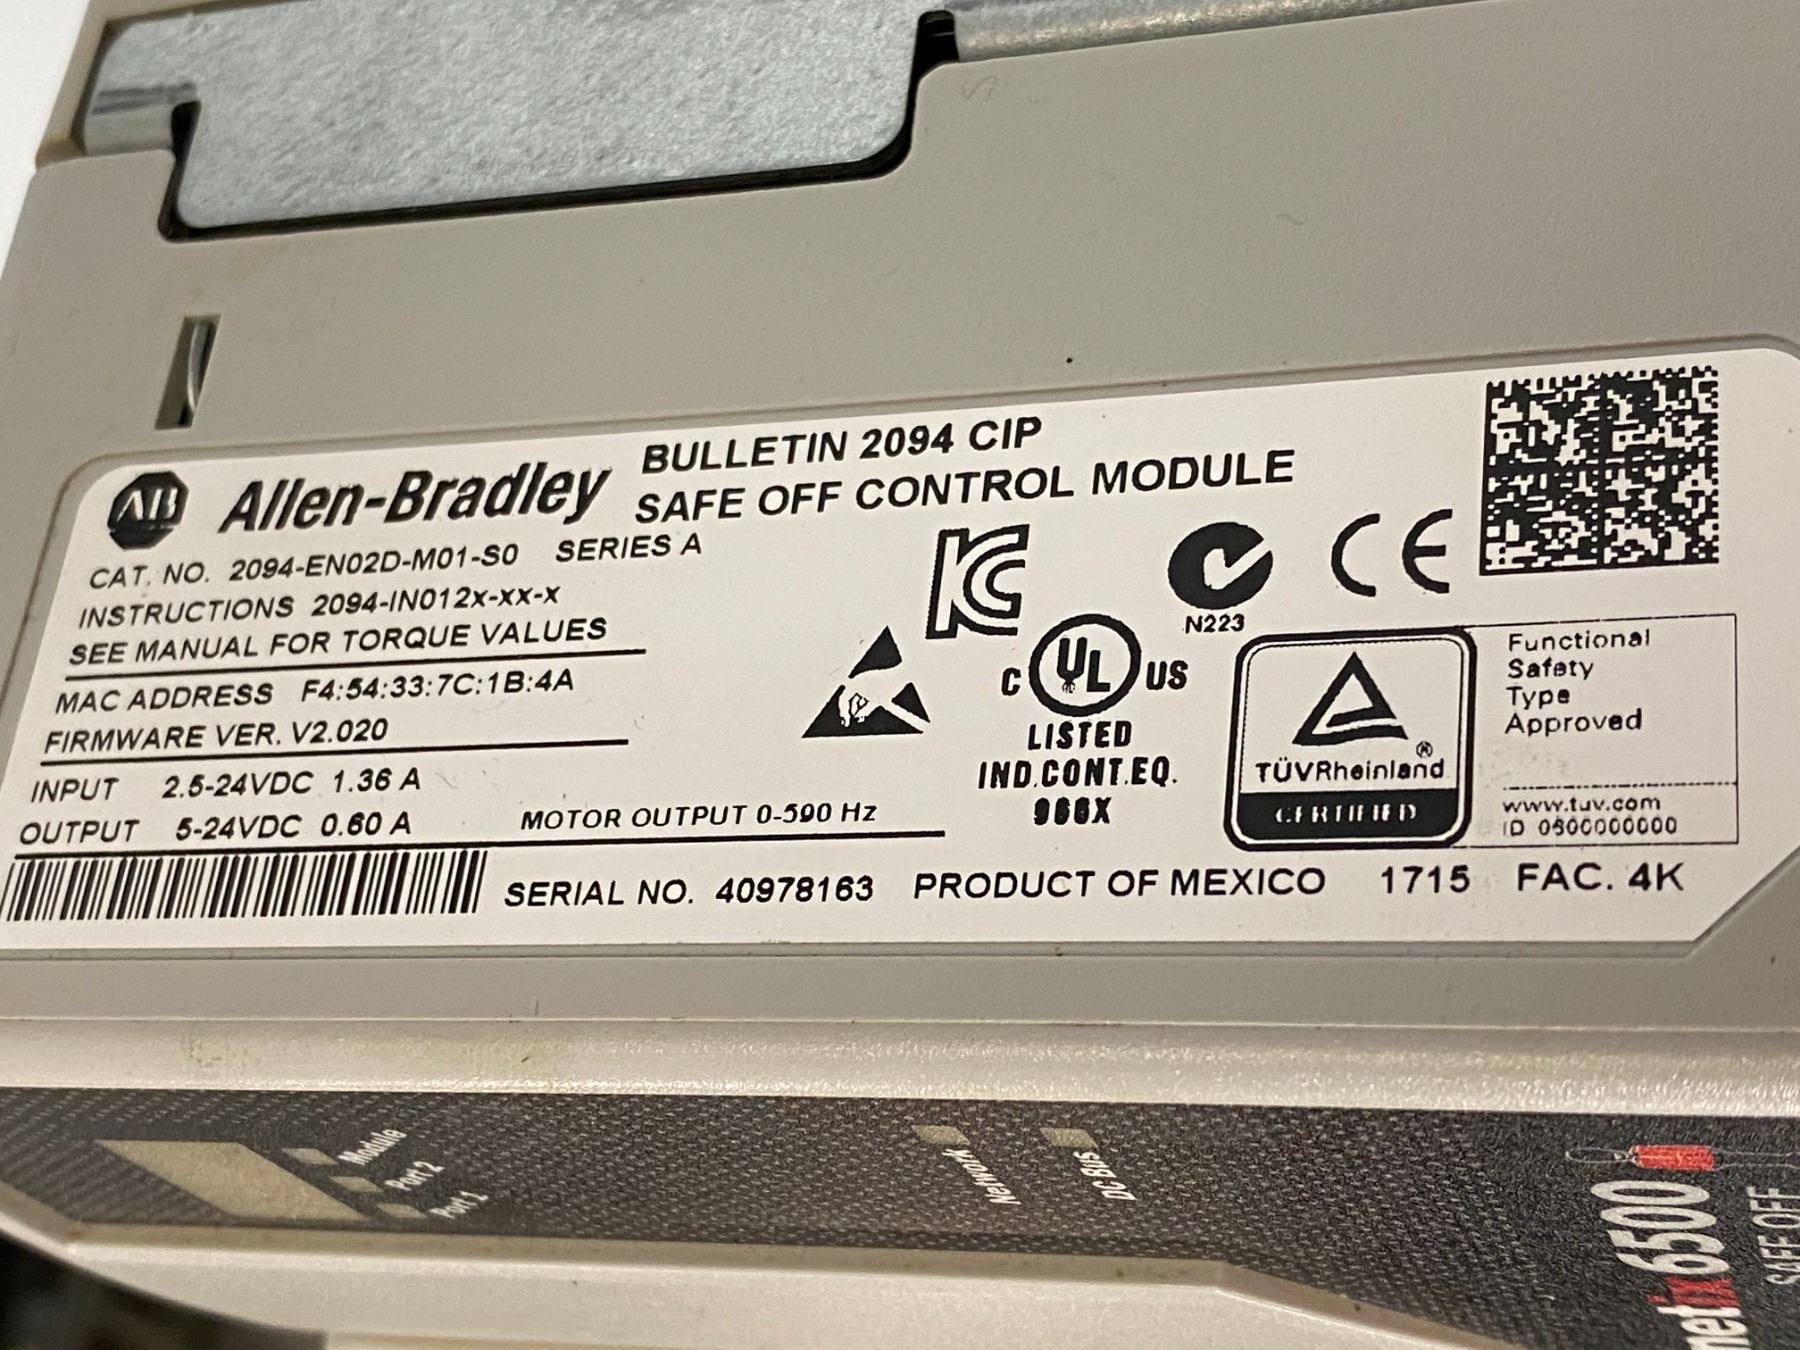 BULLETIN 2094 CIP
SAFE OFF CONTROL MODULE
AB Allen-Bradley
CAT. NO. 2094-EN02D-M01-S0 SERIES A
INSTRUCTIONS 2094-IN012x-xx-x
SEE MANUAL FOR TORQUE VALUES
MAC ADDRESS F4:54:33:7C:1B:4A
FIRMWARE VER. V2.020
INPUT 2.5-24VDC 1.36 A
OUTPUT 5-24VDC 0.60 A MOTOR OUTPUT 0-590 Hz
SERIAL NO. 40978163 PRODUCT OF MEXICO 1715 FAC. 4K
KC
N223
CE
C UL US
LISTED
IND.CONT.EQ.
966X
TÜVRheinland®
CERTIFIED
Functional
Safety
Type
Approved
www.tuv.com
ID 0600000000
Module
Port 2
Port 1
Network
DC Bus
6500
SAFE OFF